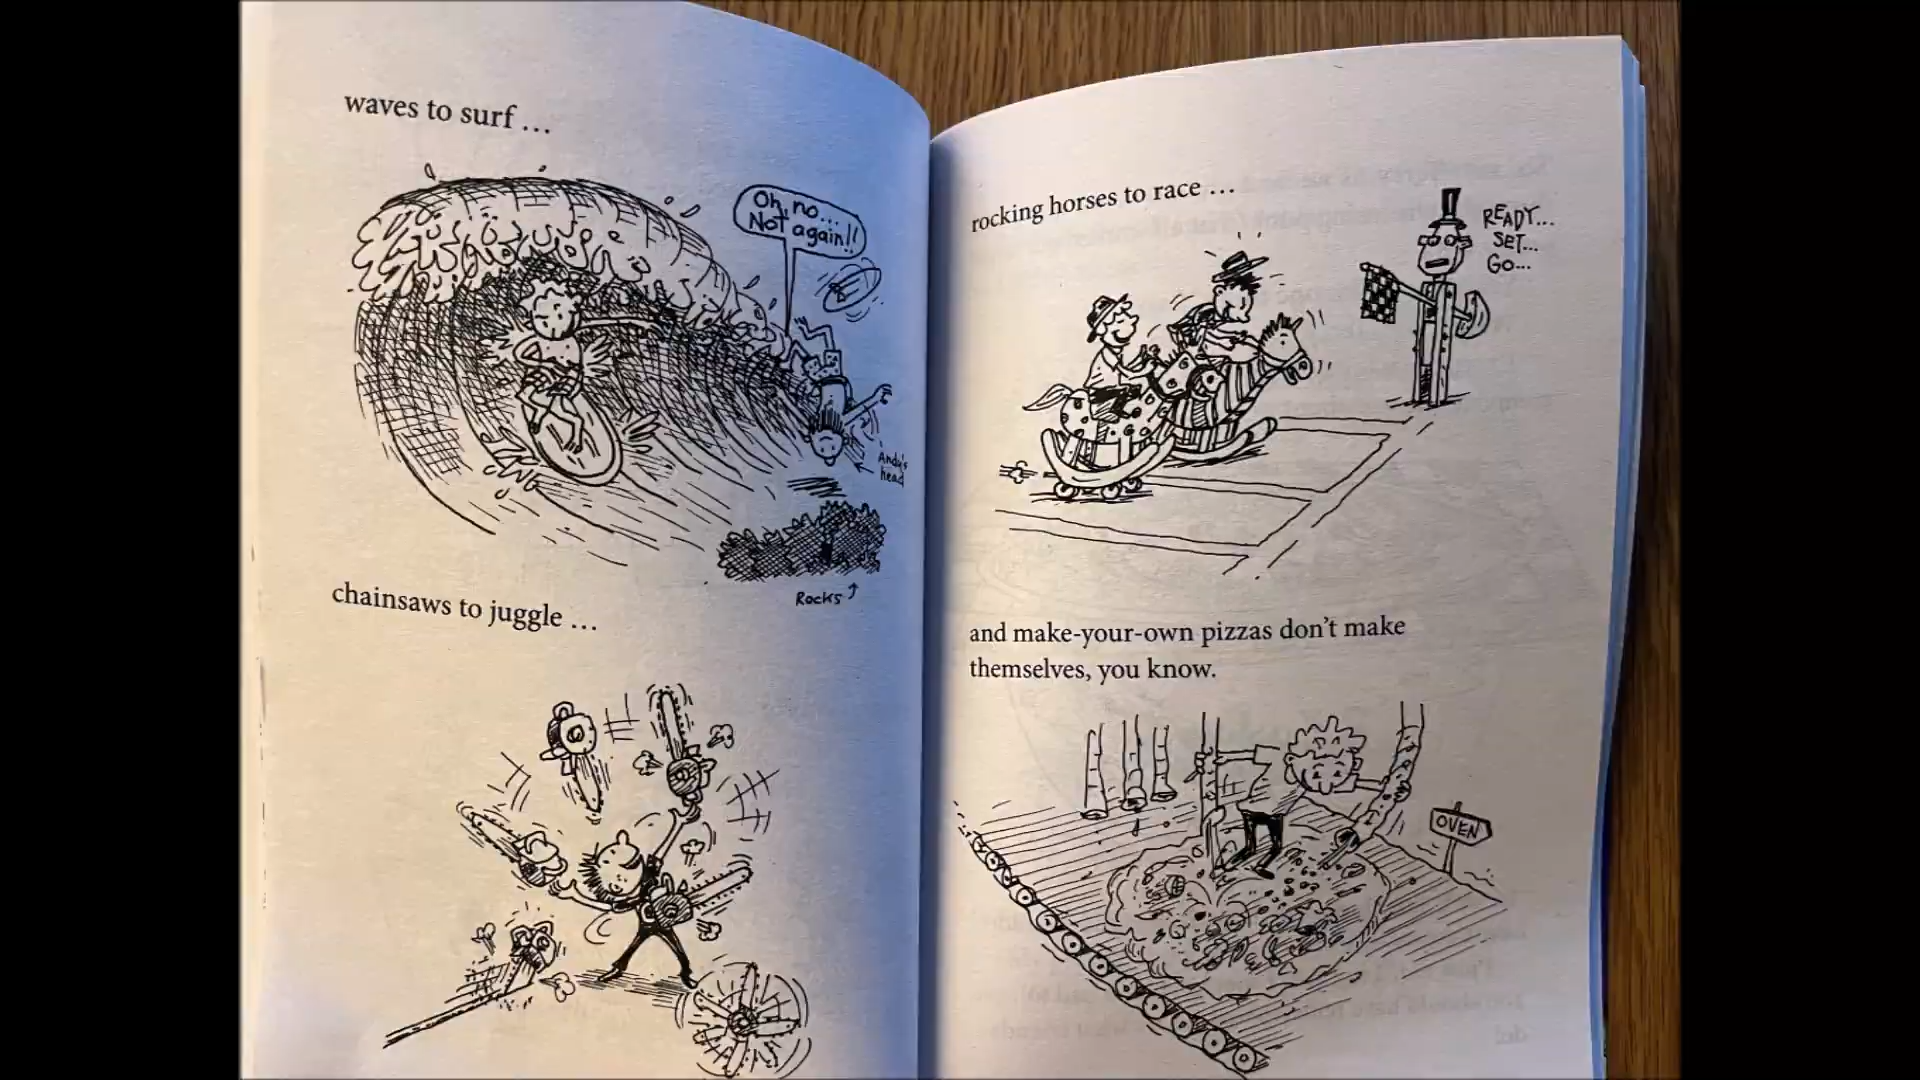 waves to surf …
Oh, no...
Not again!!
Andy's
head
Rocks
chainsaws to juggle …
rocking horses to race …
READY...
SET...
GO...
and make-your-own pizzas don't make
themselves, you know.
OVEN